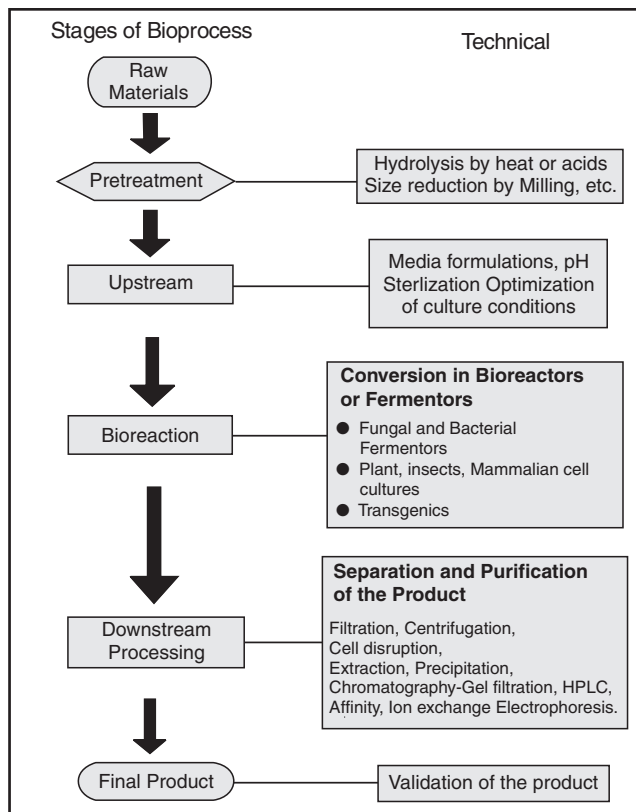 Stages of Bioprocess
Technical
Raw
Materials
Pretreatment
Hydrolysis by heat or acids
Size reduction by Milling, etc.
Upstream
Media formulations, pH
Sterlization Optimization
of culture conditions
Bioreaction
Conversion in Bioreactors
or Fermentors
● Fungal and Bacterial
Fermentors
● Plant, insects, Mammalian cell
cultures
● Transgenics
Downstream
Processing
Separation and Purification
of the Product
Filtration, Centrifugation,
Cell disruption,
Extraction, Precipitation,
Chromatography-Gel filtration, HPLC,
Affinity, Ion exchange Electrophoresis.
Final Product
Validation of the product